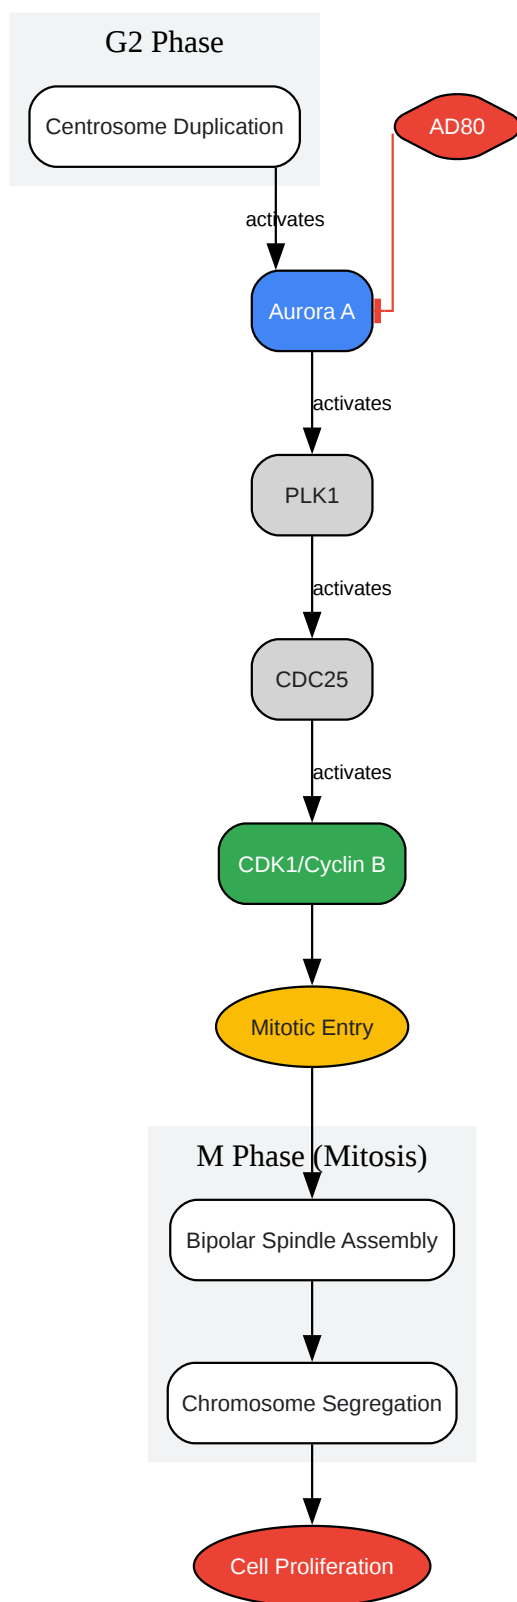 G2 Phase
Centrosome Duplication
AD80
activates
Aurora A
activates
PLK1
activates
CDC25
activates
CDK1/Cyclin B
Mitotic Entry
M Phase (Mitosis)
Bipolar Spindle Assembly
Chromosome Segregation
Cell Proliferation